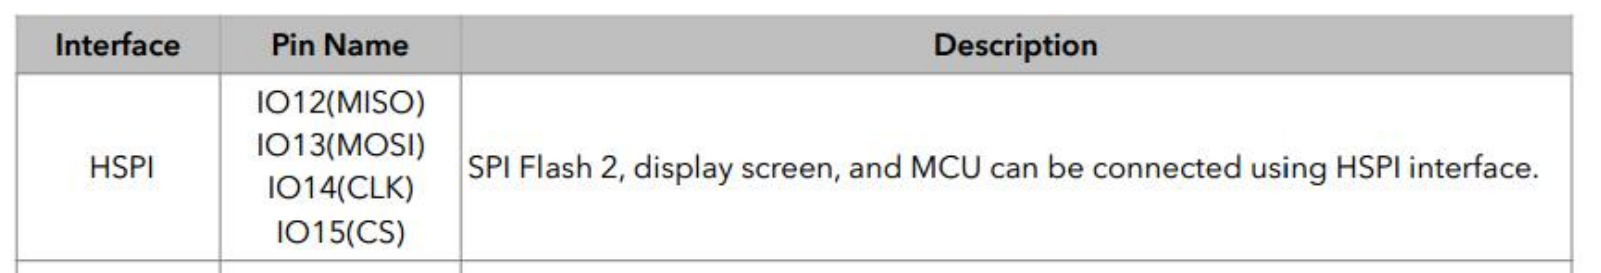 Interface Pin Name Description
IO12(MISO)
IO13(MOSI)
HSPI SPI Flash 2, display screen, and MCU can be connected using HSPI interface.
IO14(CLK)
IO15(CS)